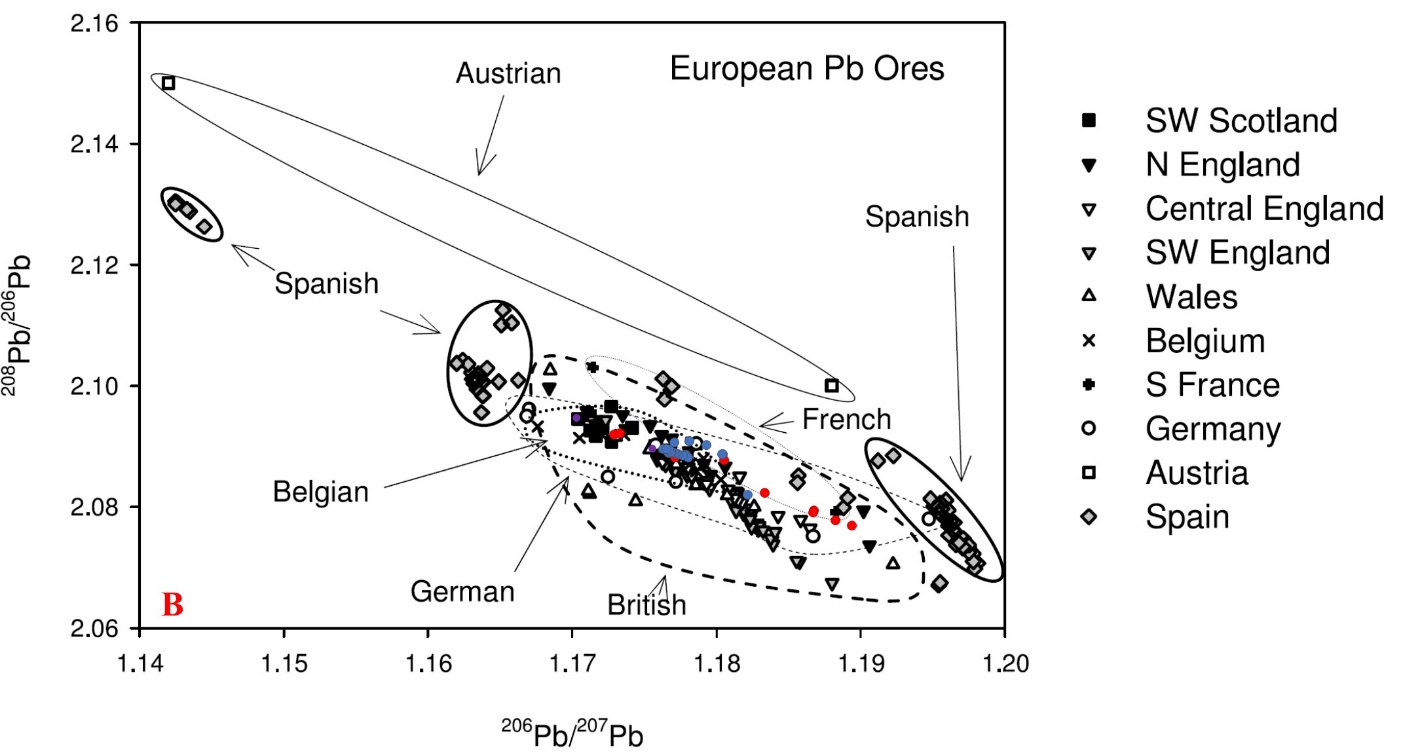 European Pb Ores
Austrian
Spanish
Spanish
French
Belgian
German
British
B
2.16
2.14
2.12
2.10
2.08
2.06
1.14 1.15 1.16 1.17 1.18 1.19 1.20
208Pb/206Pb
206Pb/207Pb
SW Scotland
N England
Central England
SW England
Wales
Belgium
S France
Germany
Austria
Spain